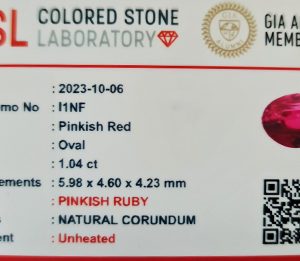 SL COLORED STONE LABORATORY
GIA A
MEMBE
: 2023-10-06
mo No : I1NF
: Pinkish Red
: Oval
: 1.04 ct
ements : 5.98 x 4.60 x 4.23 mm
: PINKISH RUBY
s : NATURAL CORUNDUM
ent : Unheated